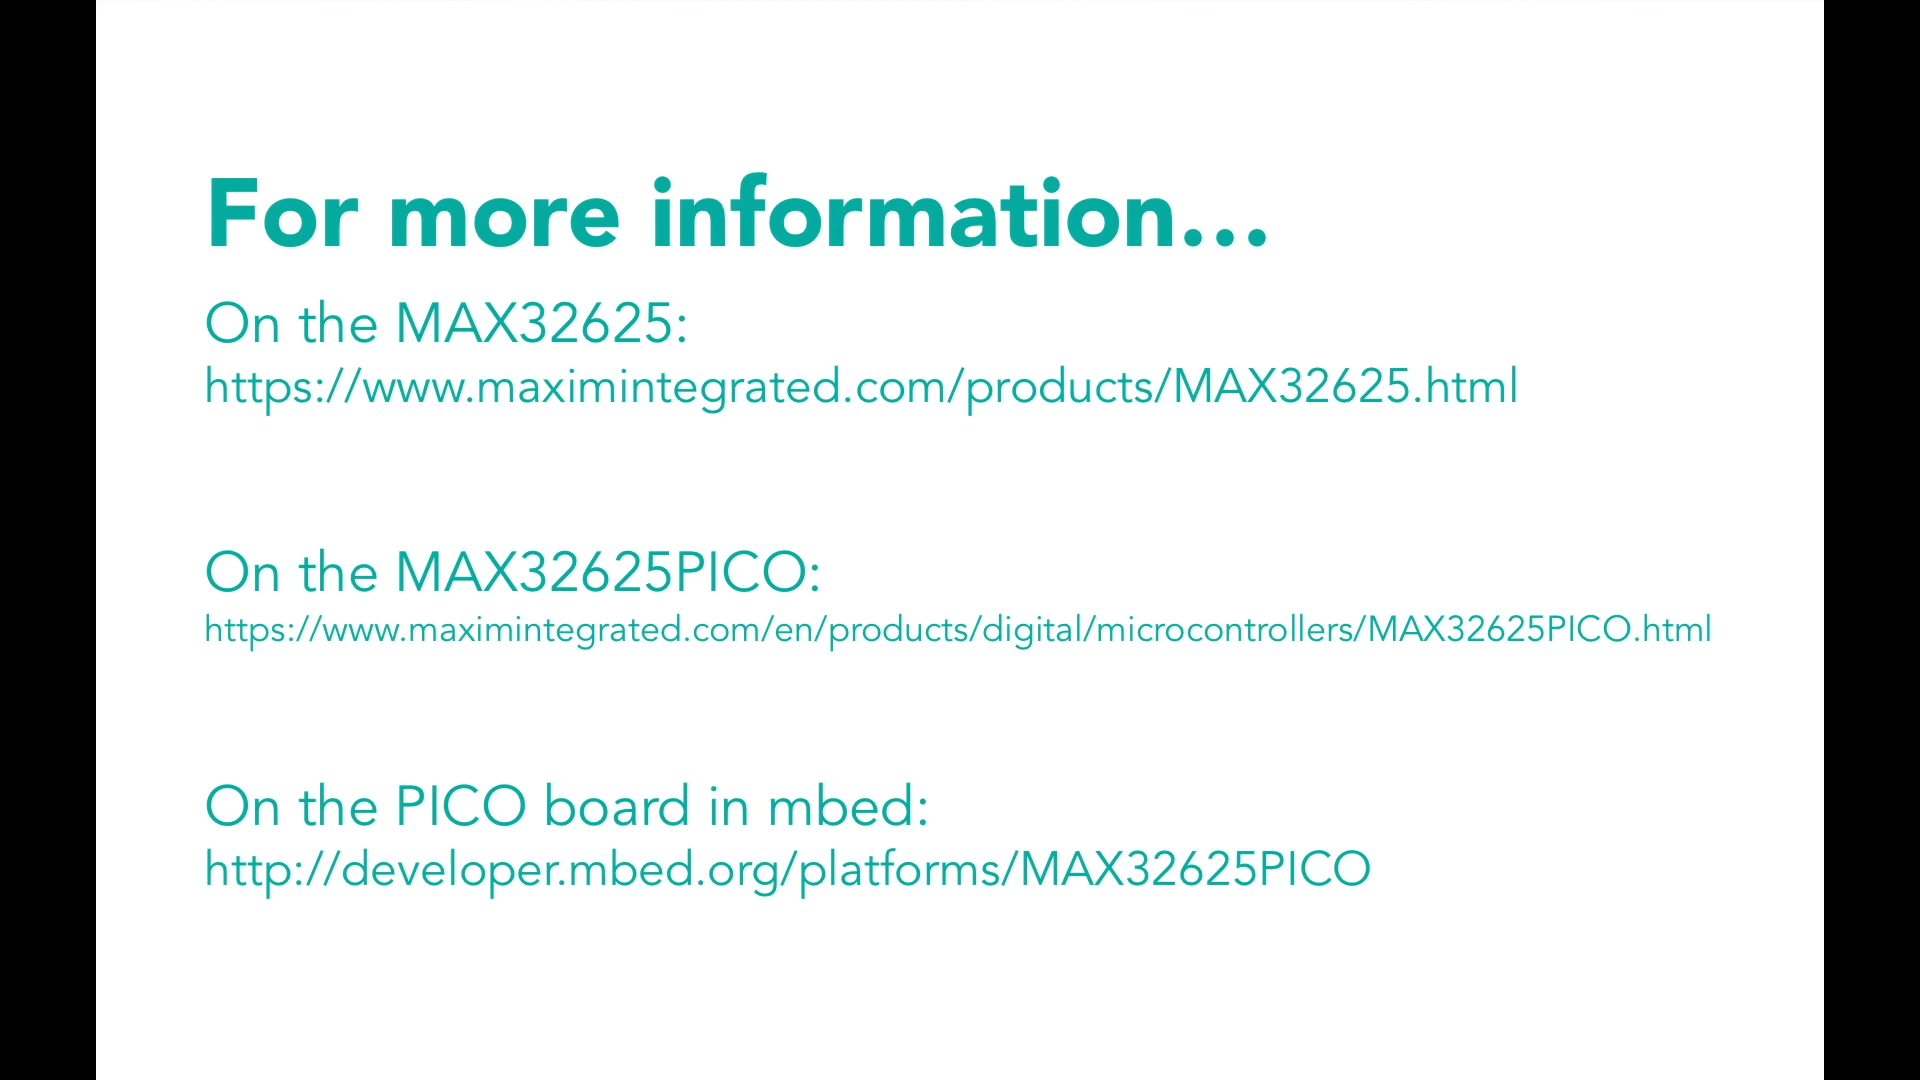 For more information...
On the MAX32625:
https://www.maximintegrated.com/products/MAX32625.html
On the MAX32625PICO:
https://www.maximintegrated.com/en/products/digital/microcontrollers/MAX32625PICO.html
On the PICO board in mbed:
http://developer.mbed.org/platforms/MAX32625PICO